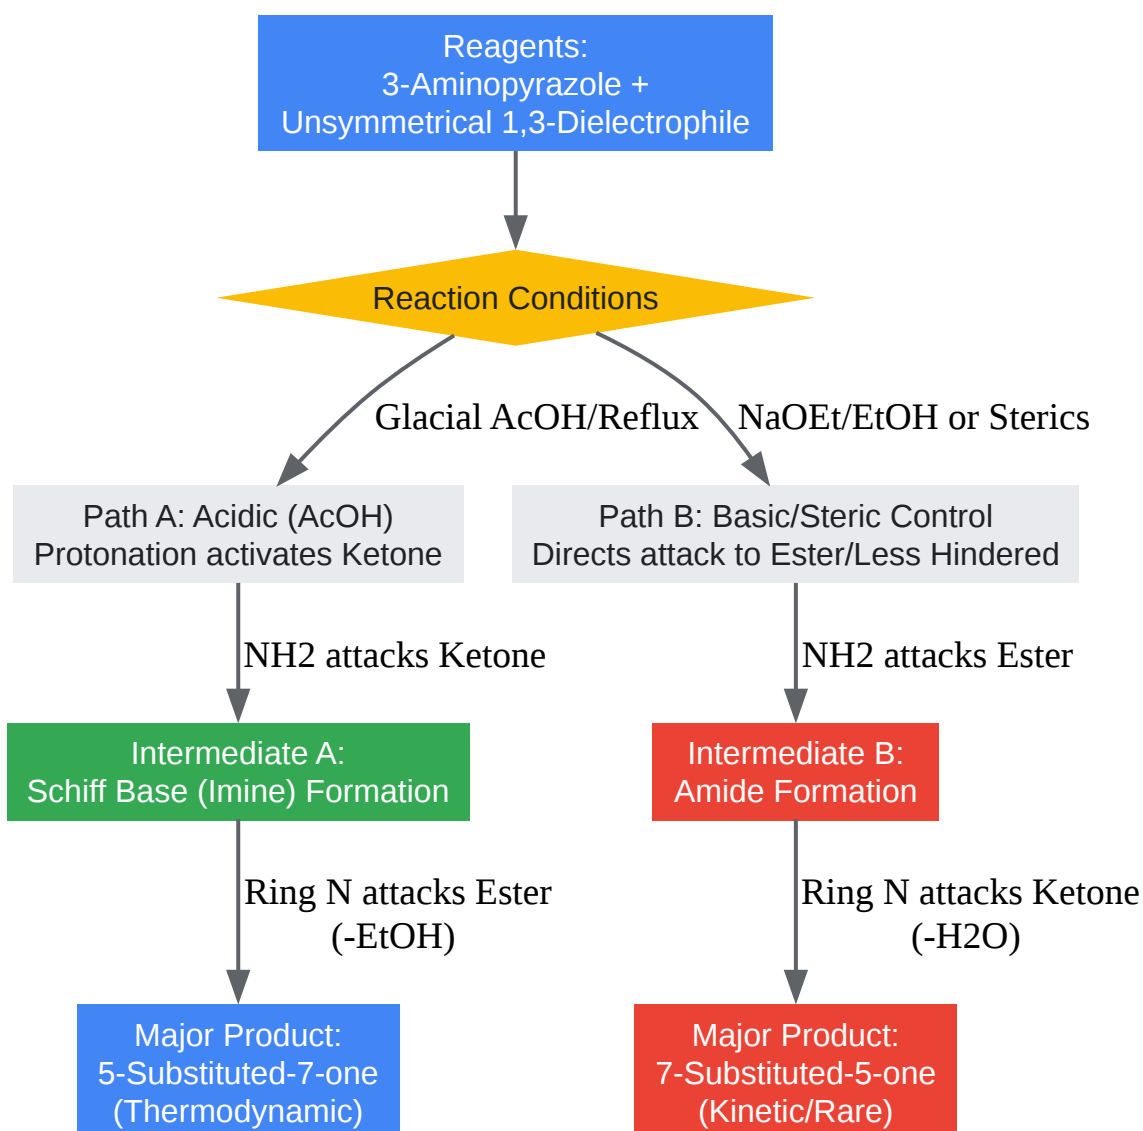 Reagents:
3-Aminopyrazole +
Unsymmetrical 1,3-Dielectrophile
Reaction Conditions
Glacial AcOH/Reflux
NaOEt/EtOH or Sterics
Path A: Acidic (AcOH)
Protonation activates Ketone
Path B: Basic/Steric Control
Directs attack to Ester/Less Hindered
NH2 attacks Ketone
NH2 attacks Ester
Intermediate A:
Schiff Base (Imine) Formation
Intermediate B:
Amide Formation
Ring N attacks Ester
(-EtOH)
Ring N attacks Ketone
(-H2O)
Major Product:
5-Substituted-7-one
(Thermodynamic)
Major Product:
7-Substituted-5-one
(Kinetic/Rare)